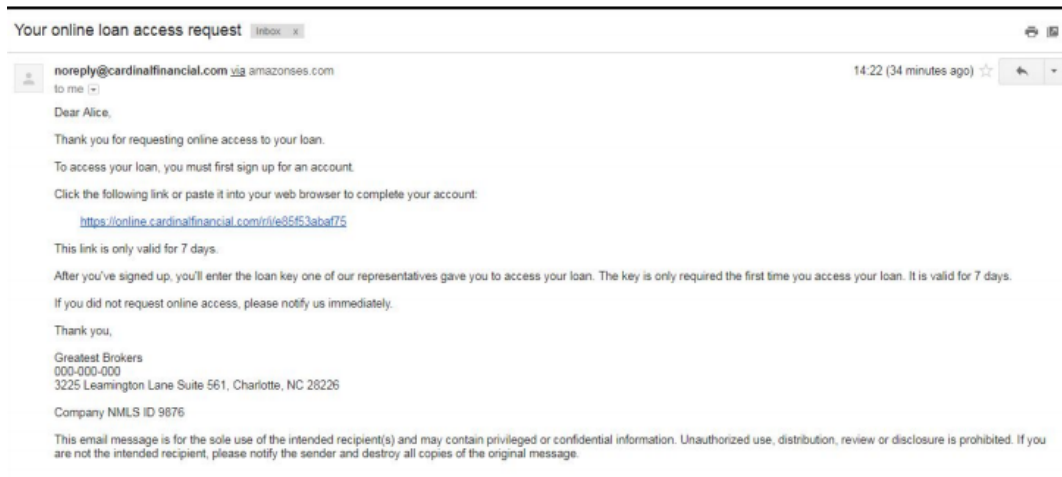 Your online loan access request Inbox x
noreply@cardinalfinancial.com via amazonses.com 14:22 (34 minutes ago)
to me
Dear Alice,
Thank you for requesting online access to your loan.
To access your loan, you must first sign up for an account.
Click the following link or paste it into your web browser to complete your account:
https://online.cardinalfinancial.com/r/i/e85f53abaf75
This link is only valid for 7 days.
After you've signed up, you'll enter the loan key one of our representatives gave you to access your loan. The key is only required the first time you access your loan. It is valid for 7 days.
If you did not request online access, please notify us immediately.
Thank you,
Greatest Brokers
000-000-000
3225 Leamington Lane Suite 561, Charlotte, NC 28226
Company NMLS ID 9876
This email message is for the sole use of the intended recipient(s) and may contain privileged or confidential information. Unauthorized use, distribution, review or disclosure is prohibited. If you
are not the intended recipient, please notify the sender and destroy all copies of the original message.